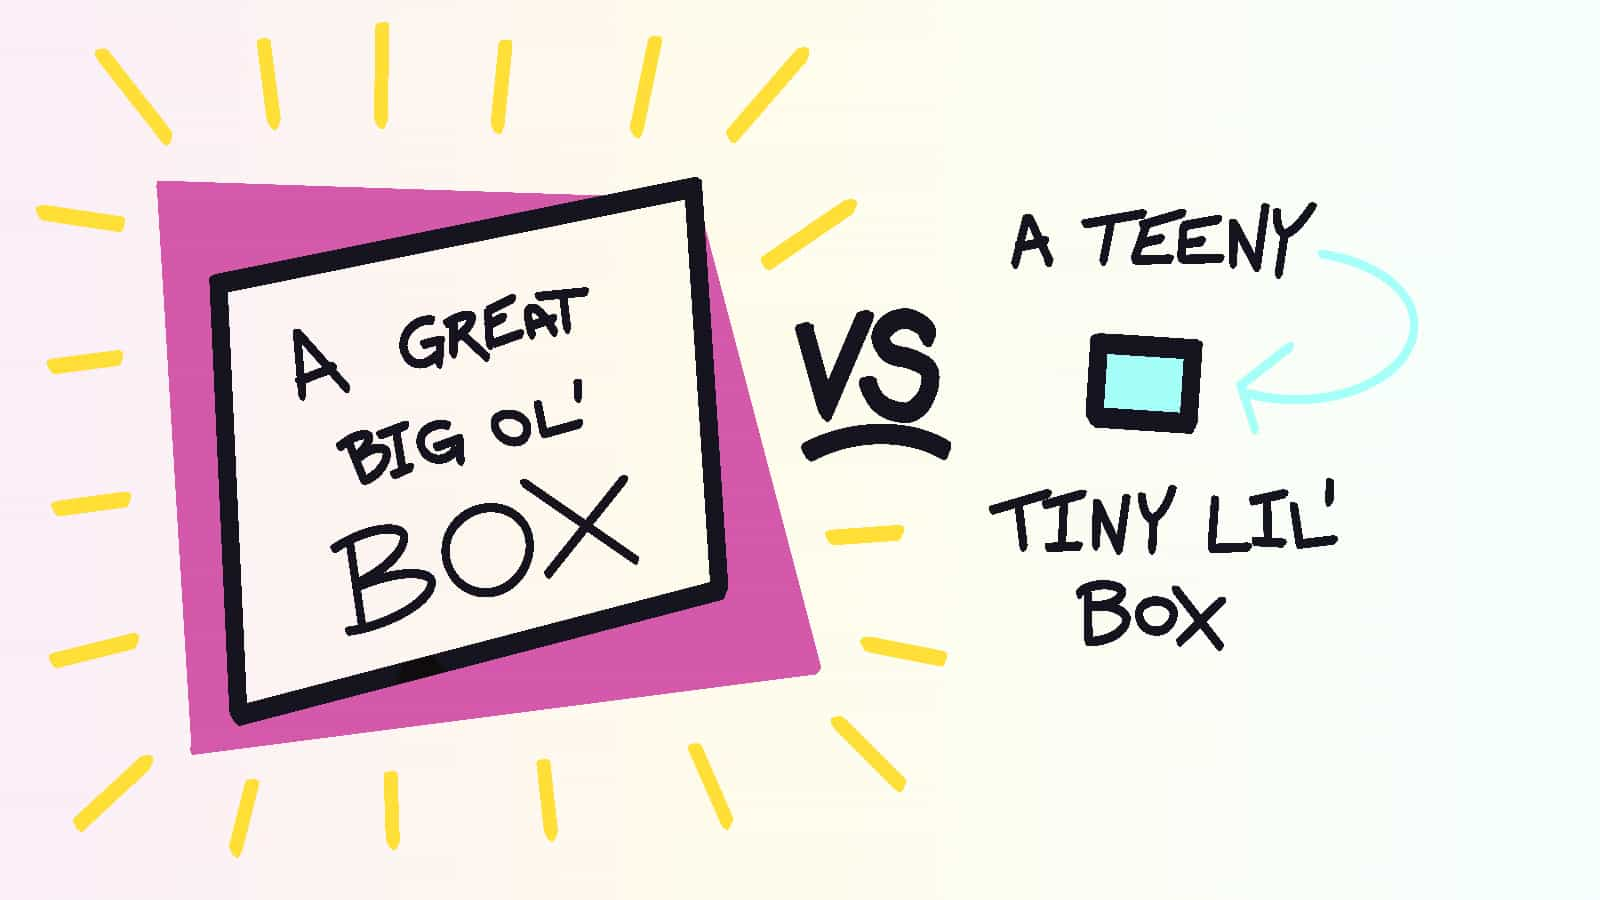 A GREAT
BIG OL'
BOX
VS
A TEENY
TINY LIL'
BOX